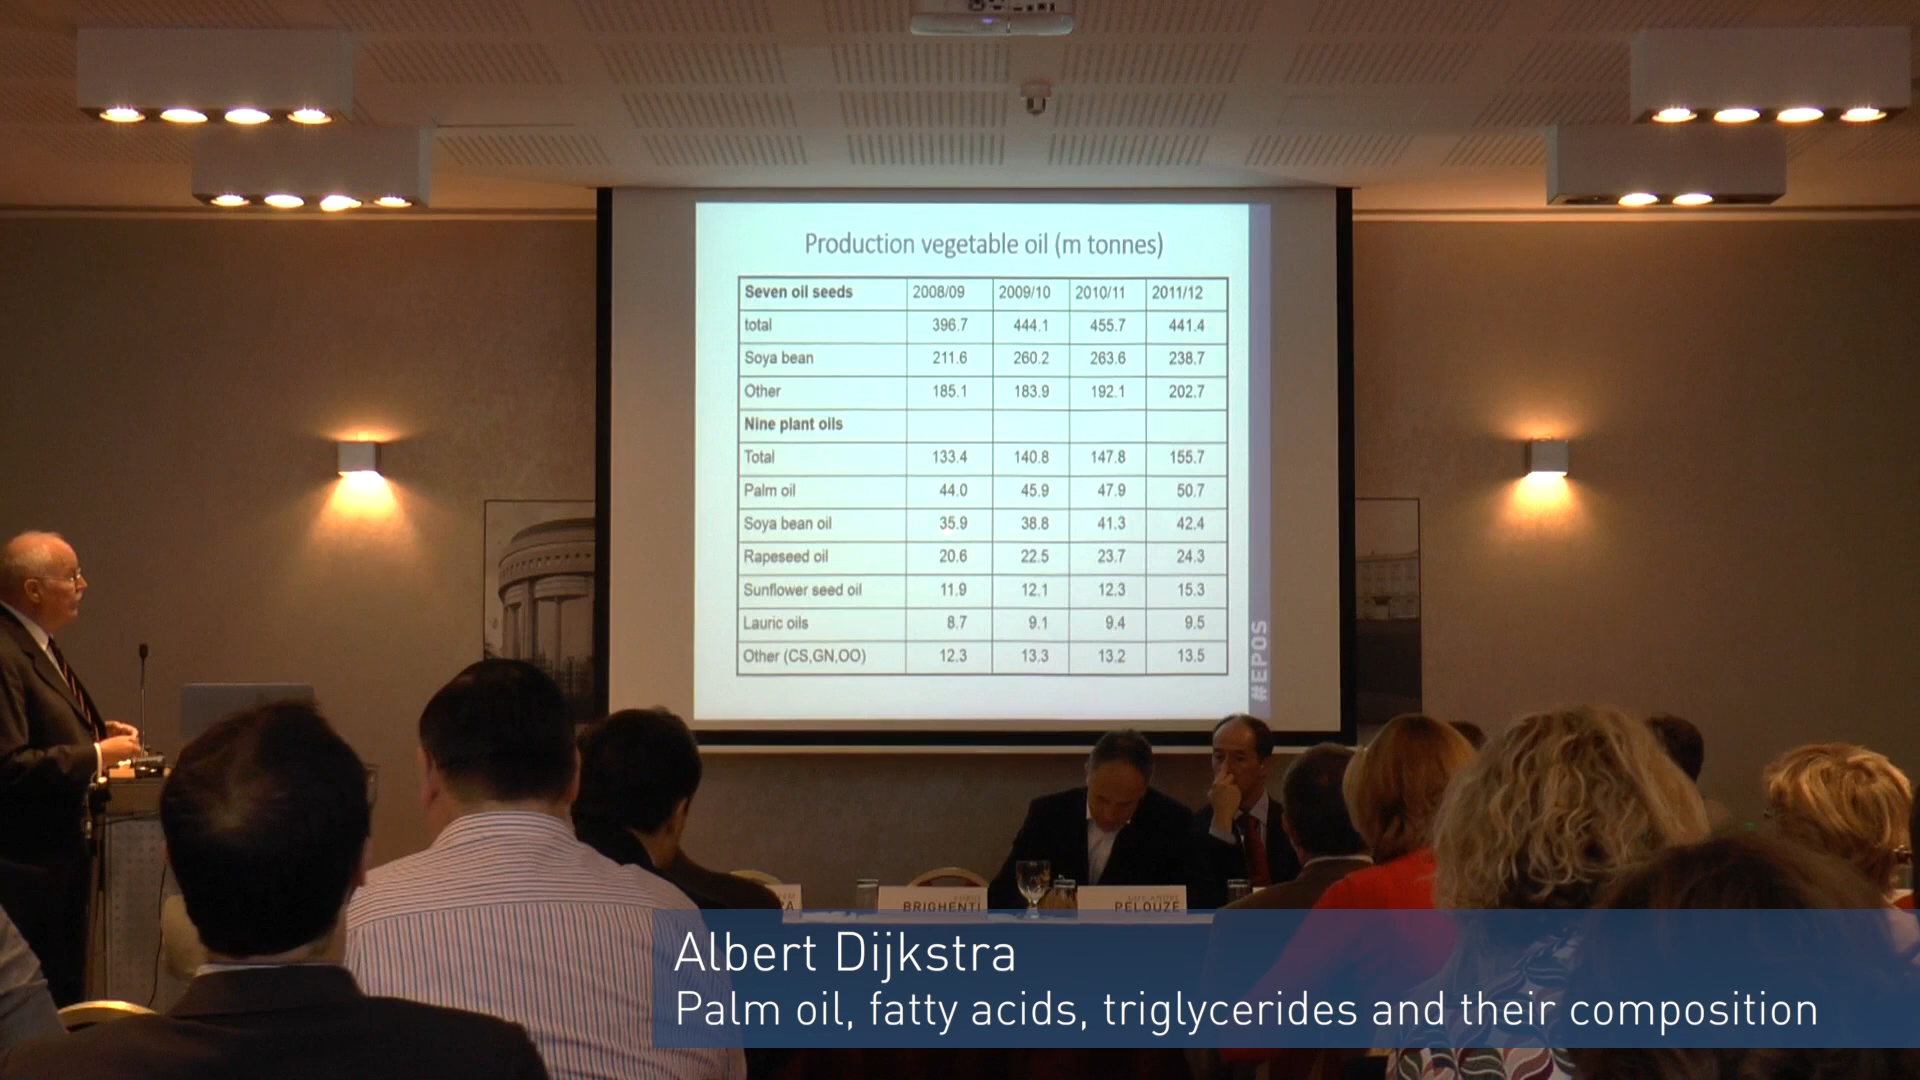 Production vegetable oil (m tonnes)
Seven oil seeds 2008/09 2009/10 2010/11 2011/12
total 396.7 444.1 455.7 441.4
Soya bean 211.6 260.2 263.6 238.7
Other 185.1 183.9 192.1 202.7
Nine plant oils
Total 133.4 140.8 147.8 155.7
Palm oil 44.0 45.9 47.9 50.7
Soya bean oil 35.9 38.8 41.3 42.4
Rapeseed oil 20.6 22.5 23.7 24.3
Sunflower seed oil 11.9 12.1 12.3 15.3
Lauric oils 8.7 9.1 9.4 9.5
Other (CS,GN,OO) 12.3 13.3 13.2 13.5
#EPOS
BRIGHENTI
PELOUZE
Albert Dijkstra
Palm oil, fatty acids, triglycerides and their composition